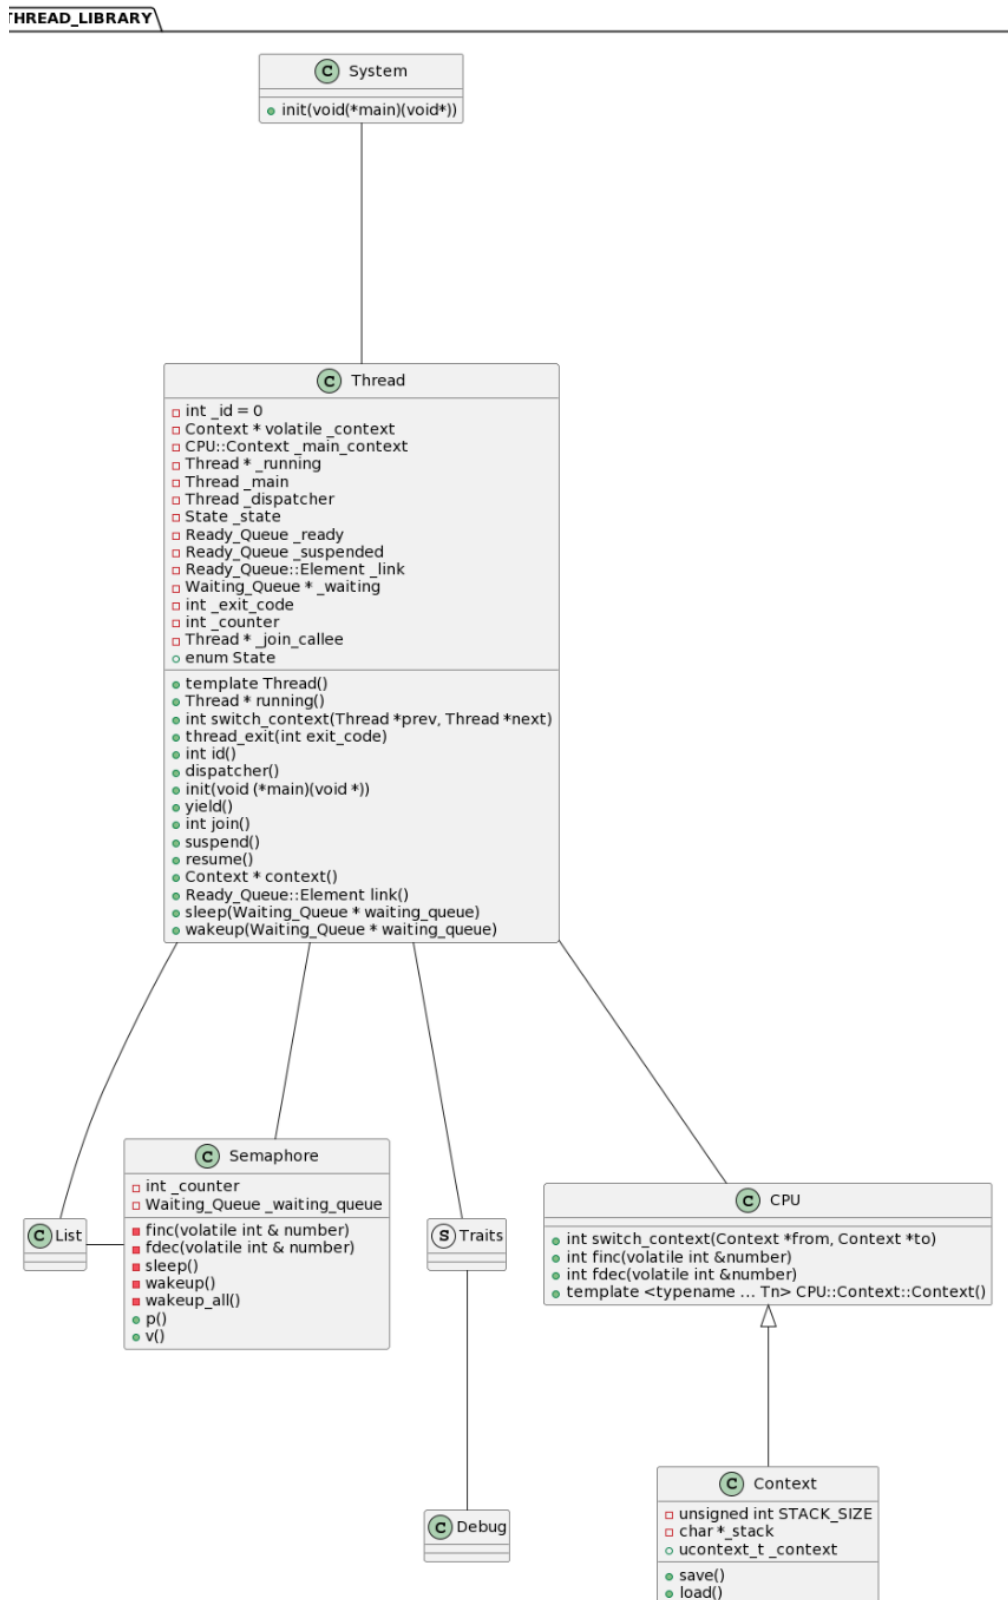 THREAD_LIBRARY
C System
init(void(*main)(void*))
C Thread
int _id = 0
Context * volatile _context
CPU::Context _main_context
Thread * _running
Thread _main
Thread _dispatcher
State _state
Ready_Queue _ready
Ready_Queue _suspended
Ready_Queue::Element _link
Waiting_Queue * _waiting
int _exit_code
int _counter
Thread * _join_callee
enum State
template Thread()
Thread * running()
int switch_context(Thread *prev, Thread *next)
thread_exit(int exit_code)
int id()
dispatcher()
init(void (*main)(void *))
yield()
int join()
suspend()
resume()
Context * context()
Ready_Queue::Element link()
sleep(Waiting_Queue * waiting_queue)
wakeup(Waiting_Queue * waiting_queue)
C List
C Semaphore
int _counter
Waiting_Queue _waiting_queue
finc(volatile int & number)
fdec(volatile int & number)
sleep()
wakeup()
wakeup_all()
p()
v()
S Traits
C CPU
int switch_context(Context *from, Context *to)
int finc(volatile int &number)
int fdec(volatile int &number)
template <typename ... Tn> CPU::Context::Context()
C Debug
C Context
unsigned int STACK_SIZE
char *_stack
ucontext_t _context
save()
load()